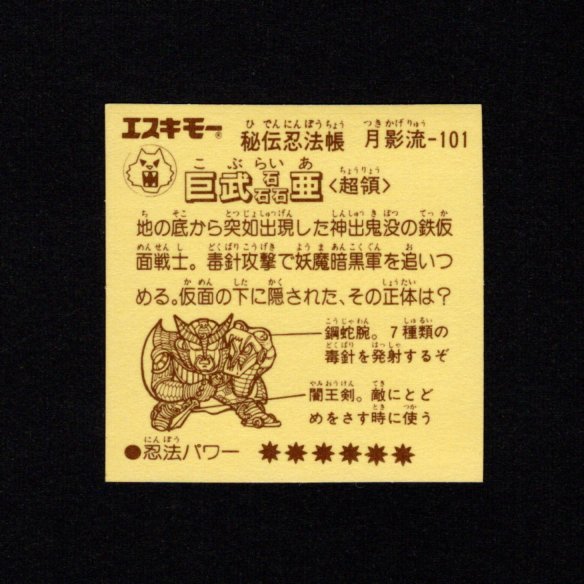 エスキモー® 秘伝忍法帳 月影流-101
ひでんにんぽうちょう つきかげりゅう
こぶらいあ
巨武磊亜〈超領〉
ちょうりょう
ち そこ とつじょしゅつげん しんしゅつきぼつ てっか
地の底から突如出現した神出鬼没の鉄仮
めんせんし どくばりこうげき ようまあんこくぐん お
面戦士。毒針攻撃で妖魔暗黒軍を追いつ
かめん した かく しょうたい
める。仮面の下に隠された、その正体は?
こうじゃわん しゅるい
鋼蛇腕。7種類の
どくばり はっしゃ
毒針を発射するぞ
やみおうけん てき
闇王剣。敵にとど
とき つか
めをさす時に使う
にんぽう
●忍法パワー ✹✹✹✹✹✹